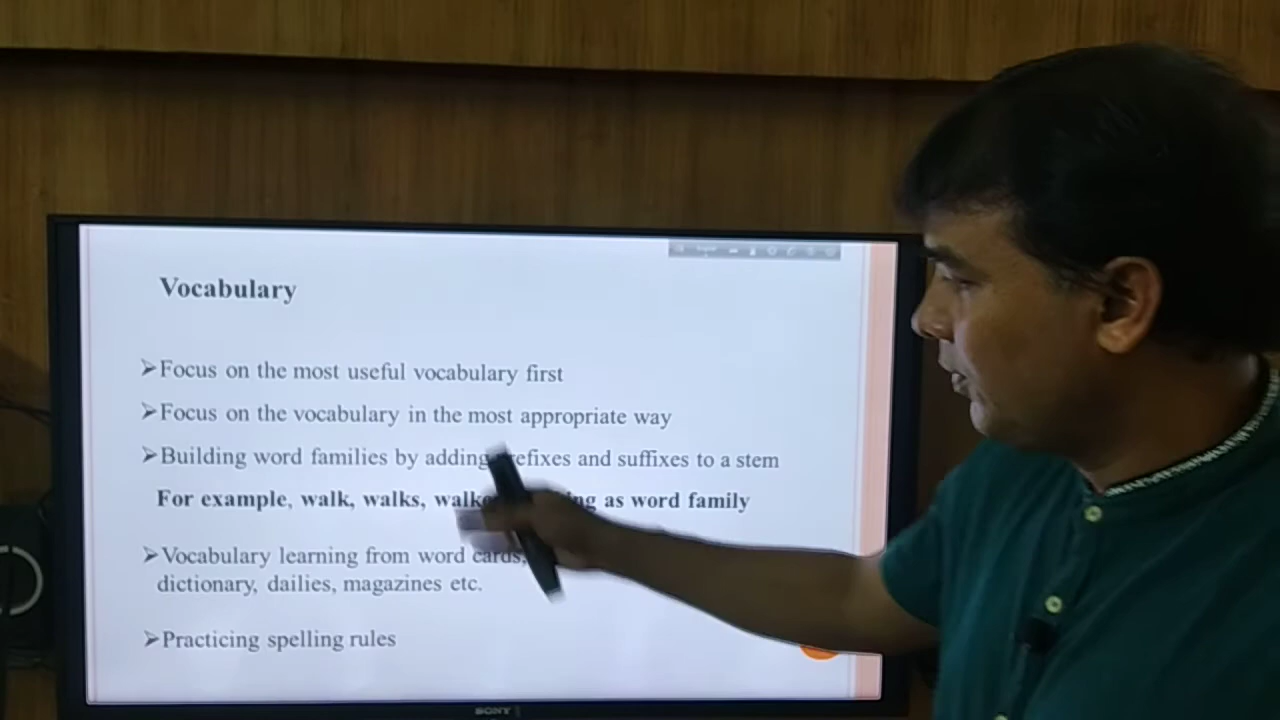 Vocabulary
➤Focus on the most useful vocabulary first
➤Focus on the vocabulary in the most appropriate way
➤Building word families by adding prefixes and suffixes to a stem
For example, walk, walks, as word family
➤Vocabulary learning from word cards,
dictionary, dailies, magazines etc.
➤Practicing spelling rules
SONY